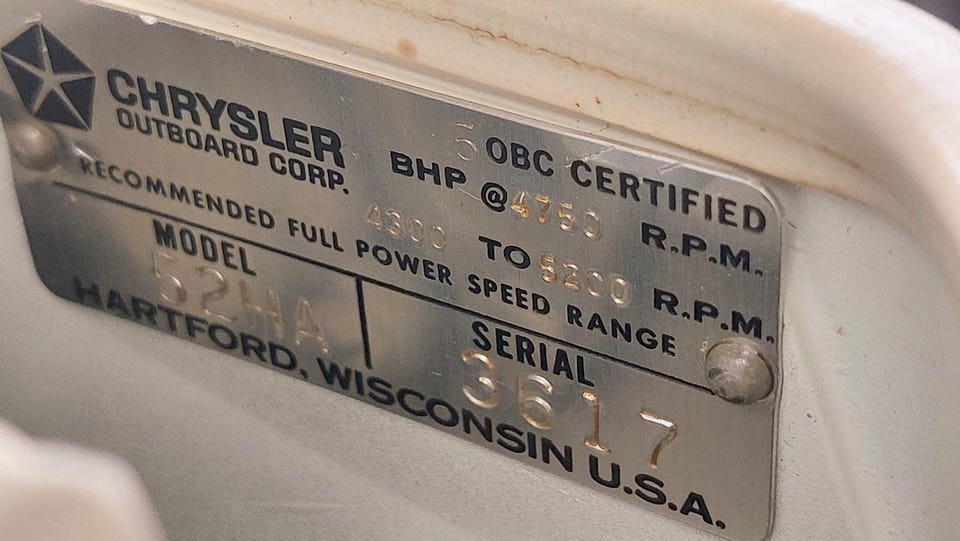 CHRYSLER
OUTBOARD CORP.
5 OBC CERTIFIED
BHP @4750 R.P.M.
RECOMMENDED FULL POWER SPEED RANGE
4300 TO 5200 R.P.M.
MODEL
52HA
SERIAL
3617
HARTFORD, WISCONSIN U.S.A.